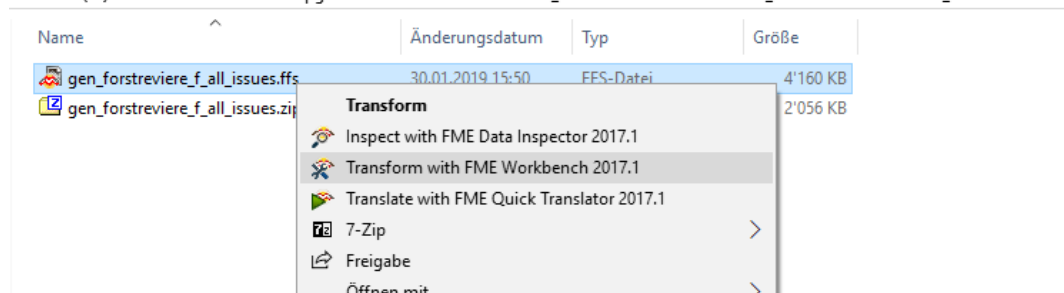 Name Änderungsdatum Typ Größe
gen_forstreviere_f_all_issues.ffs 30.01.2019 15:50 FFS-Datei 4'160 KB
gen_forstreviere_f_all_issues.zip 2'056 KB
Transform
Inspect with FME Data Inspector 2017.1
Transform with FME Workbench 2017.1
Translate with FME Quick Translator 2017.1
7-Zip
Freigabe
Öffnen mit